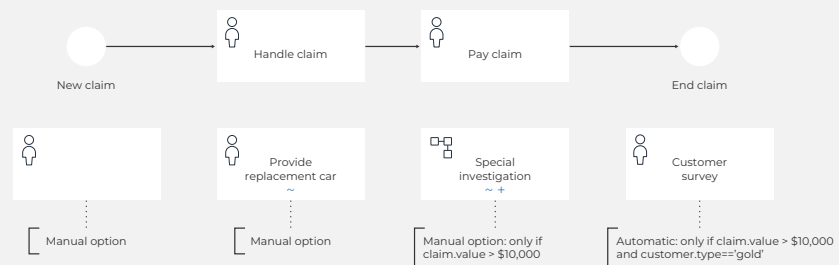 Handle claim
Pay claim
New claim
End claim
Provide
replacement car
~
Special
investigation
~ +
Customer
survey
Manual option
Manual option
Manual option: only if
claim.value > $10,000
Automatic: only if claim.value > $10,000
and customer.type=='gold'